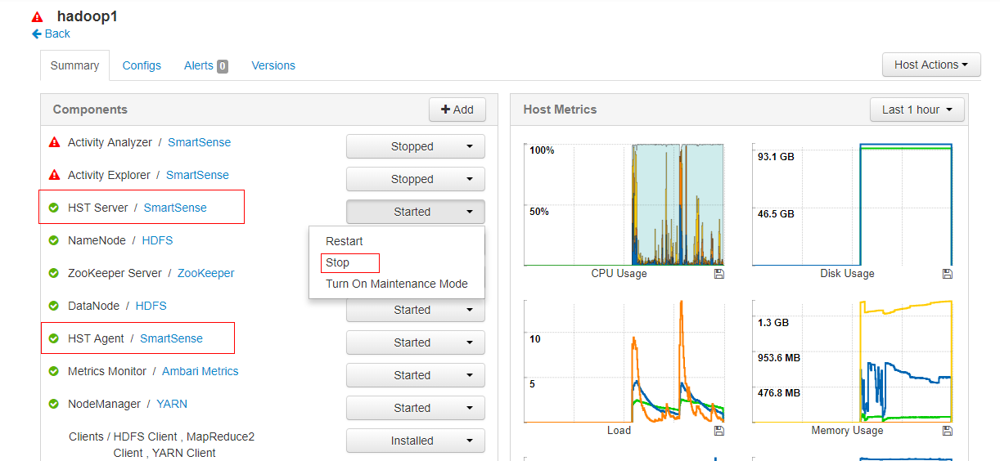 hadoop1
Back
Summary Configs Alerts 0 Versions
Host Actions
Components
Add
Activity Analyzer / SmartSense Stopped
Activity Explorer / SmartSense Stopped
HST Server / SmartSense Started
Restart
Stop
Turn On Maintenance Mode
NameNode / HDFS
ZooKeeper Server / ZooKeeper
DataNode / HDFS Started
HST Agent / SmartSense Started
Metrics Monitor / Ambari Metrics Started
NodeManager / YARN Started
Clients / HDFS Client , MapReduce2
Client , YARN Client
Installed
Host Metrics
Last 1 hour
100%
50%
CPU Usage
93.1 GB
46.5 GB
Disk Usage
10
5
Load
1.3 GB
953.6 MB
476.8 MB
Memory Usage